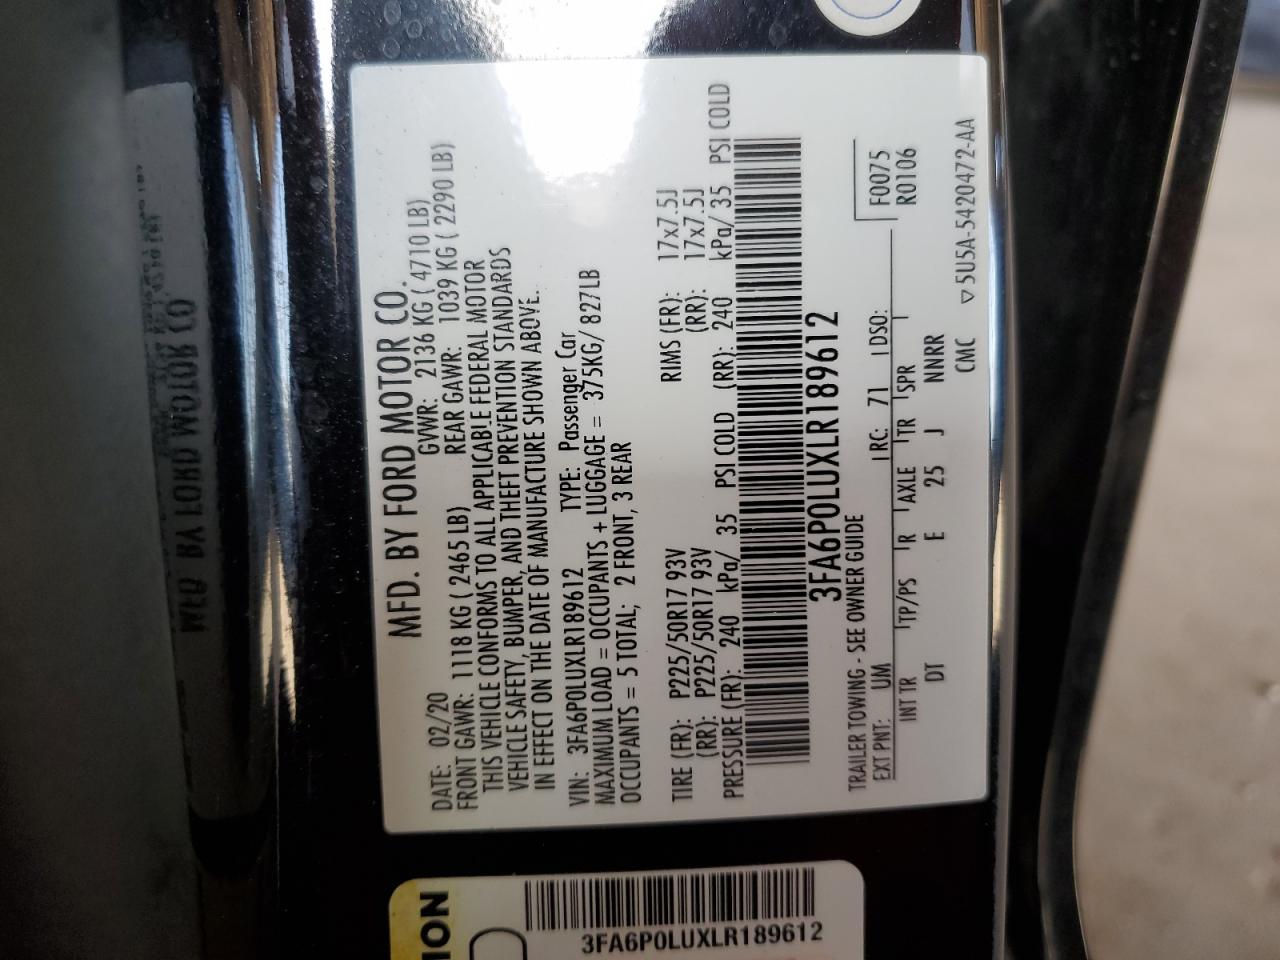 MFD. BY FORD MOTOR CO.
DATE: 02/20 GVWR: 2136 KG ( 4710 LB)
FRONT GAWR: 1118 KG ( 2465 LB) REAR GAWR: 1039 KG ( 2290 LB)
THIS VEHICLE CONFORMS TO ALL APPLICABLE FEDERAL MOTOR
VEHICLE SAFETY, BUMPER, AND THEFT PREVENTION STANDARDS
IN EFFECT ON THE DATE OF MANUFACTURE SHOWN ABOVE.
VIN: 3FA6P0LUXLR189612 TYPE: Passenger Car
MAXIMUM LOAD = OCCUPANTS + LUGGAGE = 375KG/ 827LB
OCCUPANTS = 5 TOTAL; 2 FRONT, 3 REAR
TIRE (FR): P225/50R17 93V RIMS (FR): 17x7.5J
(RR): P225/50R17 93V (RR): 17x7.5J
PRESSURE (FR): 240 kPa/ 35 PSI COLD (RR): 240 kPa/ 35 PSI COLD
3FA6P0LUXLR189612
TRAILER TOWING - SEE OWNER GUIDE F0075
EXT PNT: UM RC: 71 DSO: R0106
INT TR TP/PS R AXLE TR SPR
DT E 25 J NNRR
CMC ▽ 5U5A-5420472-AA
ION
3FA6P0LUXLR189612